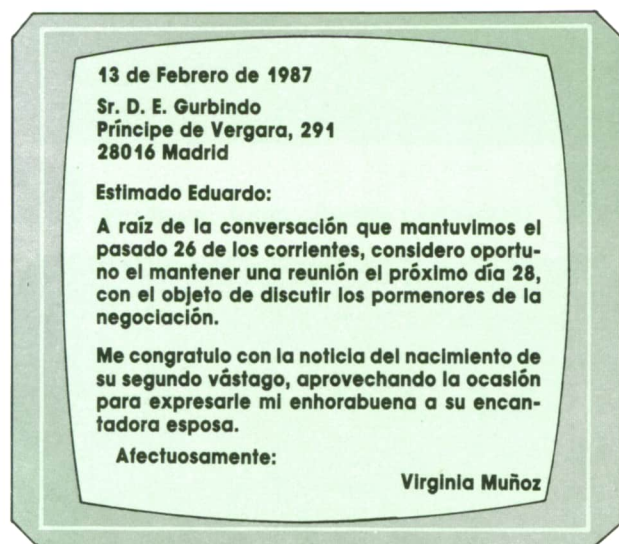 13 de Febrero de 1987
Sr. D. E. Gurbindo
Príncipe de Vergara, 291
28016 Madrid
Estimado Eduardo:
A raíz de la conversación que mantuvimos el
pasado 26 de los corrientes, considero oportu-
no el mantener una reunión el próximo día 28,
con el objeto de discutir los pormenores de la
negociación.
Me congratulo con la noticia del nacimiento de
su segundo vástago, aprovechando la ocasión
para expresarle mi enhorabuena a su encan-
tadora esposa.
Afectuosamente:
Virginia Muñoz